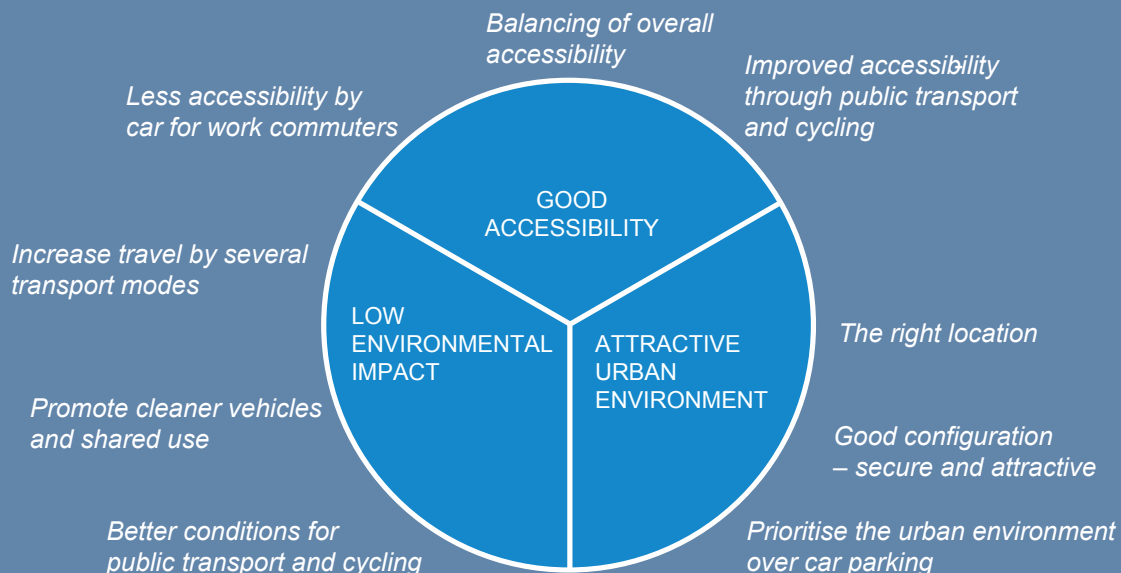 Balancing of overall
accessibility
Improved accessibility
through public transport
and cycling
Less accessibility by
car for work commuters
GOOD
ACCESSIBILITY
Increase travel by several
transport modes
LOW
ENVIRONMENTAL
IMPACT
ATTRACTIVE
URBAN
ENVIRONMENT
The right location
Promote cleaner vehicles
and shared use
Good configuration
– secure and attractive
Better conditions for
public transport and cycling
Prioritise the urban environment
over car parking